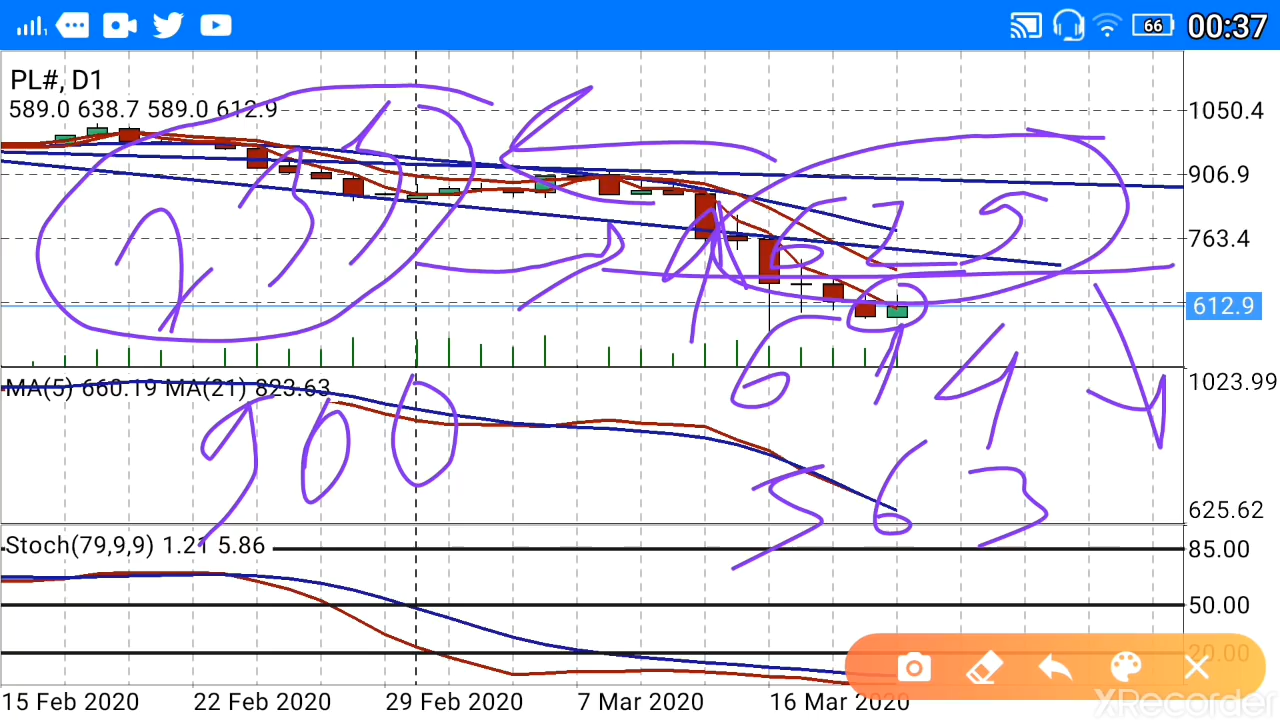 66 00:37
PL#, D1
589.0 638.7 589.0 612.9
1050.4
906.9
763.4
612.9
614
MA(5) 660.19 MA(21) 823.63
1023.99
900
563
625.62
Stoch(79,9,9) 1.21 5.86
85.00
50.00
20.00
15 Feb 2020 22 Feb 2020 29 Feb 2020 7 Mar 2020 16 Mar 2020
XRecorder